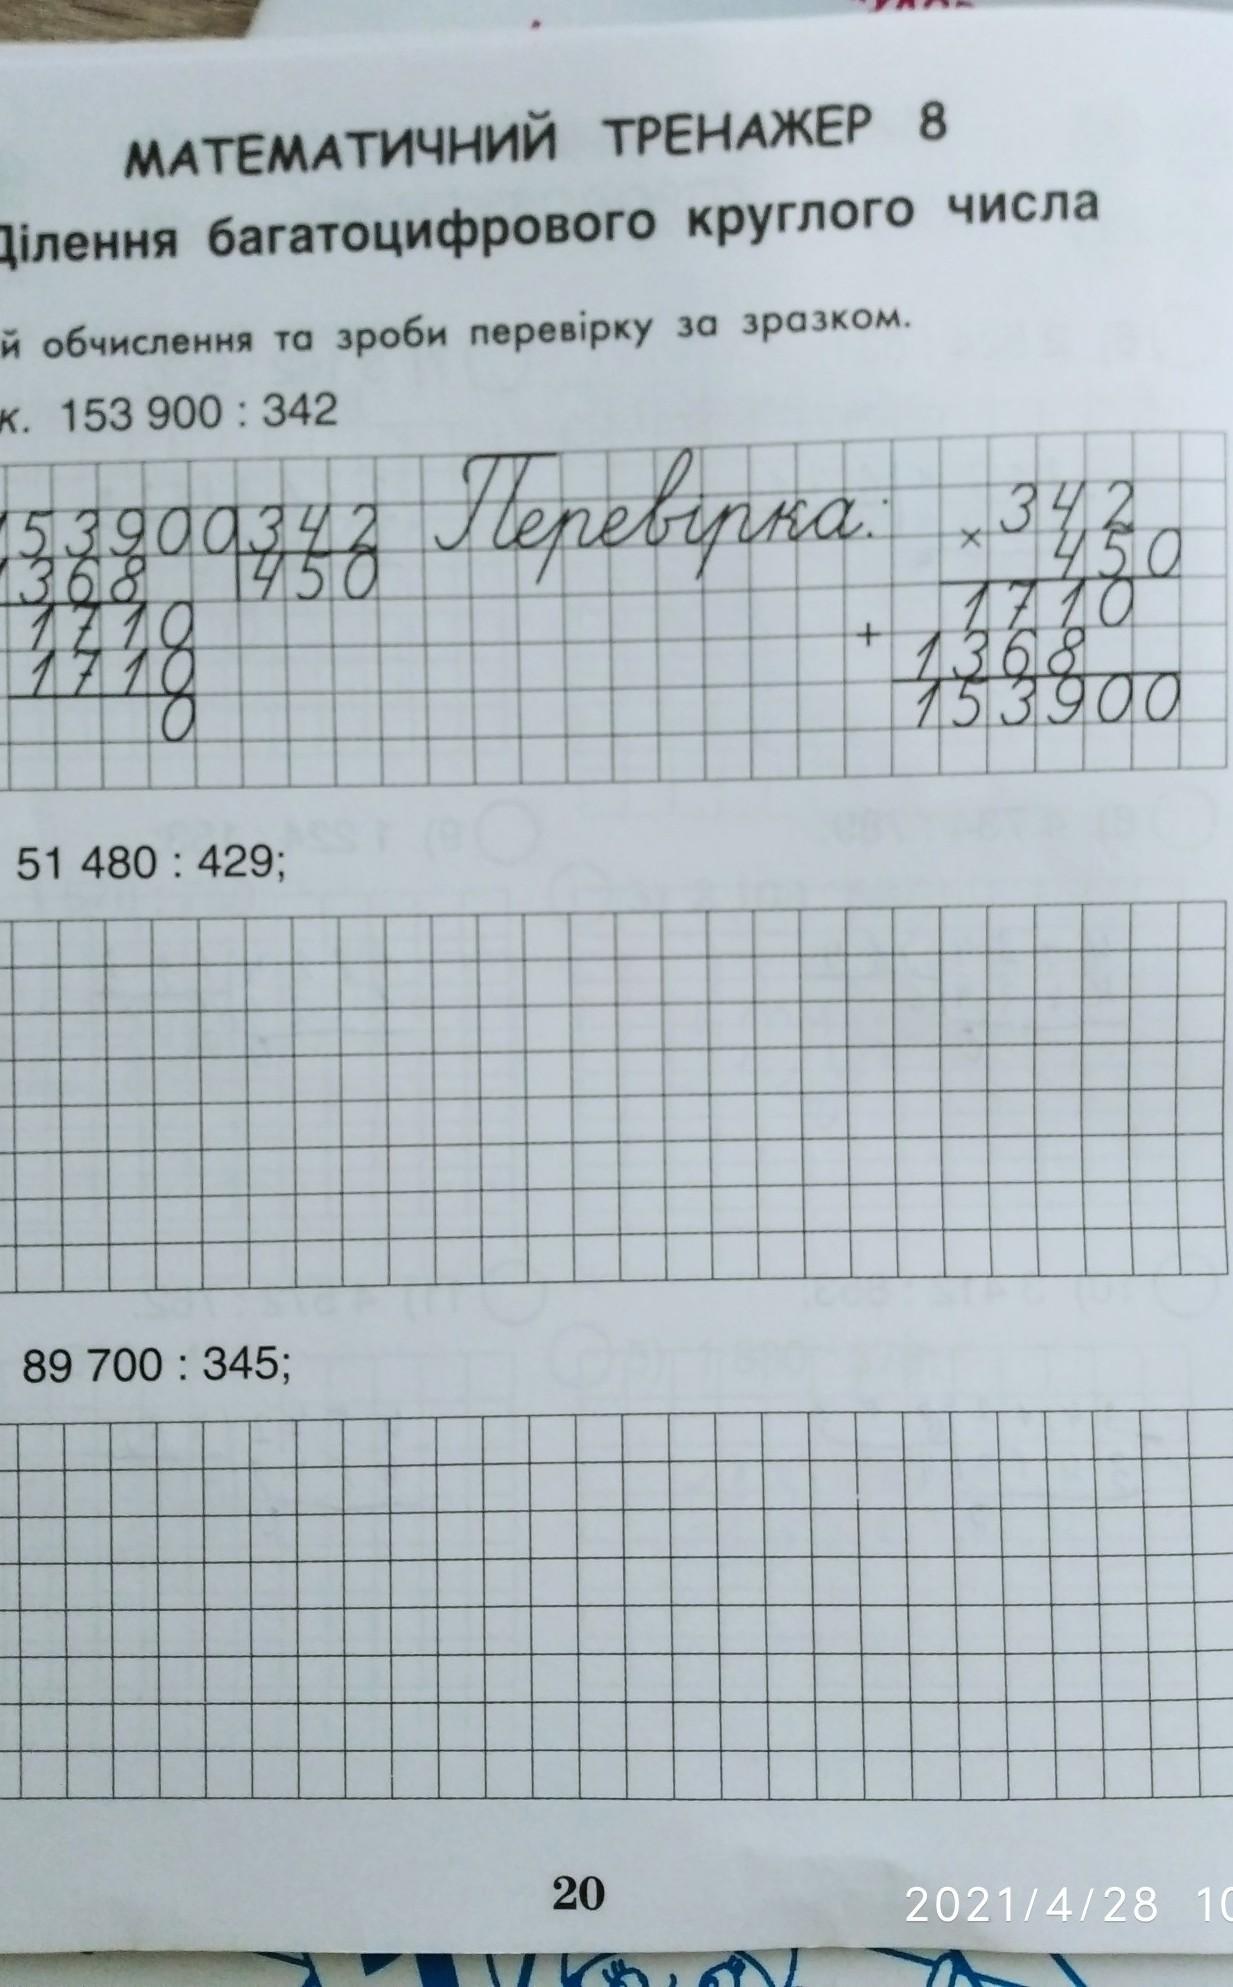 МАТЕМАТИЧНИЙ ТРЕНАЖЕР 8
Ділення багатоцифрового круглого числа
й обчислення та зроби перевірку за зразком.
к. 153 900 : 342
153900 342 Перевірка: 342
1368 450 × 450
1710 1710
1710 + 1368
0 153900
51 480 : 429;
89 700 : 345;
20
2021/4/28 10